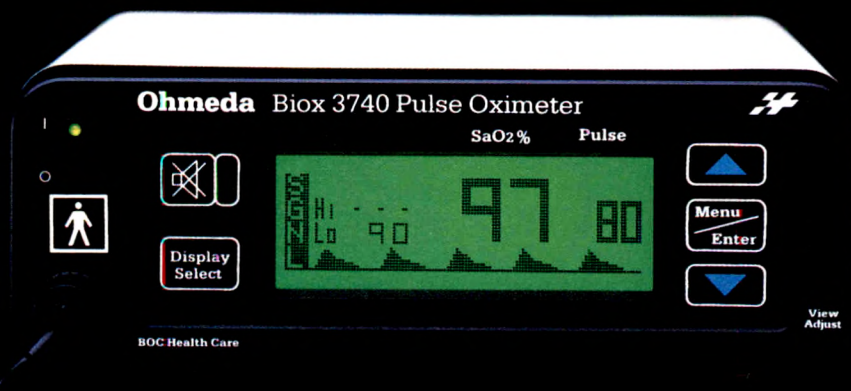 Ohmeda Biox 3740 Pulse Oximeter
SaO2% Pulse
SGNL
HI - - -
LO 90
97
80
Display
Select
Menu
Enter
View
Adjust
BOC Health Care